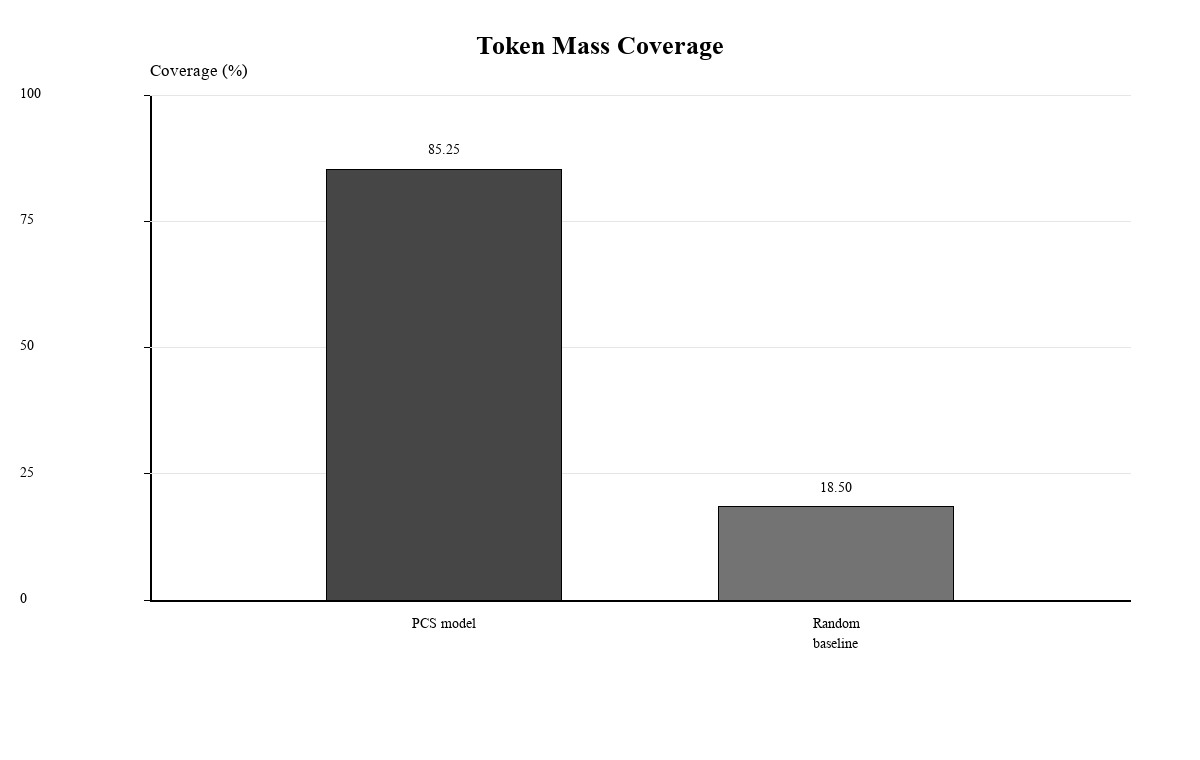 Token Mass Coverage
Coverage (%)
100
85.25
75
50
25
18.50
0
PCS model
Random
baseline